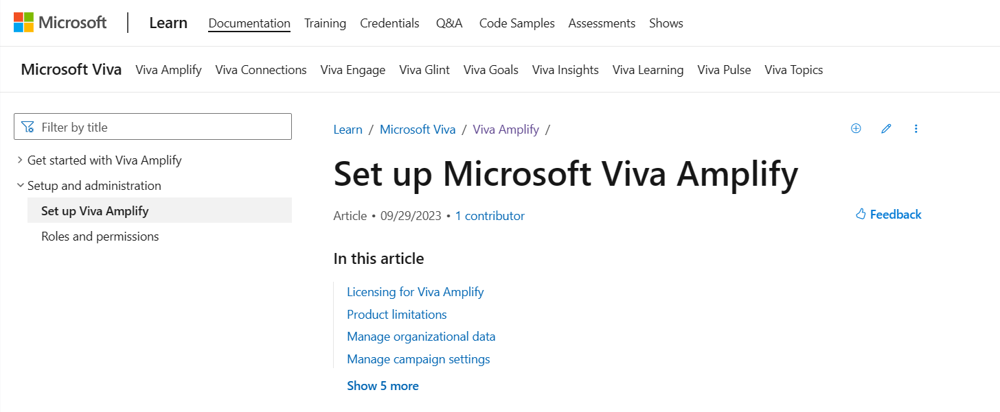 Microsoft Learn Documentation Training Credentials Q&A Code Samples Assessments Shows
Microsoft Viva Viva Amplify Viva Connections Viva Engage Viva Glint Viva Goals Viva Insights Viva Learning Viva Pulse Viva Topics
Filter by title
Get started with Viva Amplify
Setup and administration
Set up Viva Amplify
Roles and permissions
Learn / Microsoft Viva / Viva Amplify /
Set up Microsoft Viva Amplify
Article • 09/29/2023 • 1 contributor
Feedback
In this article
Licensing for Viva Amplify
Product limitations
Manage organizational data
Manage campaign settings
Show 5 more